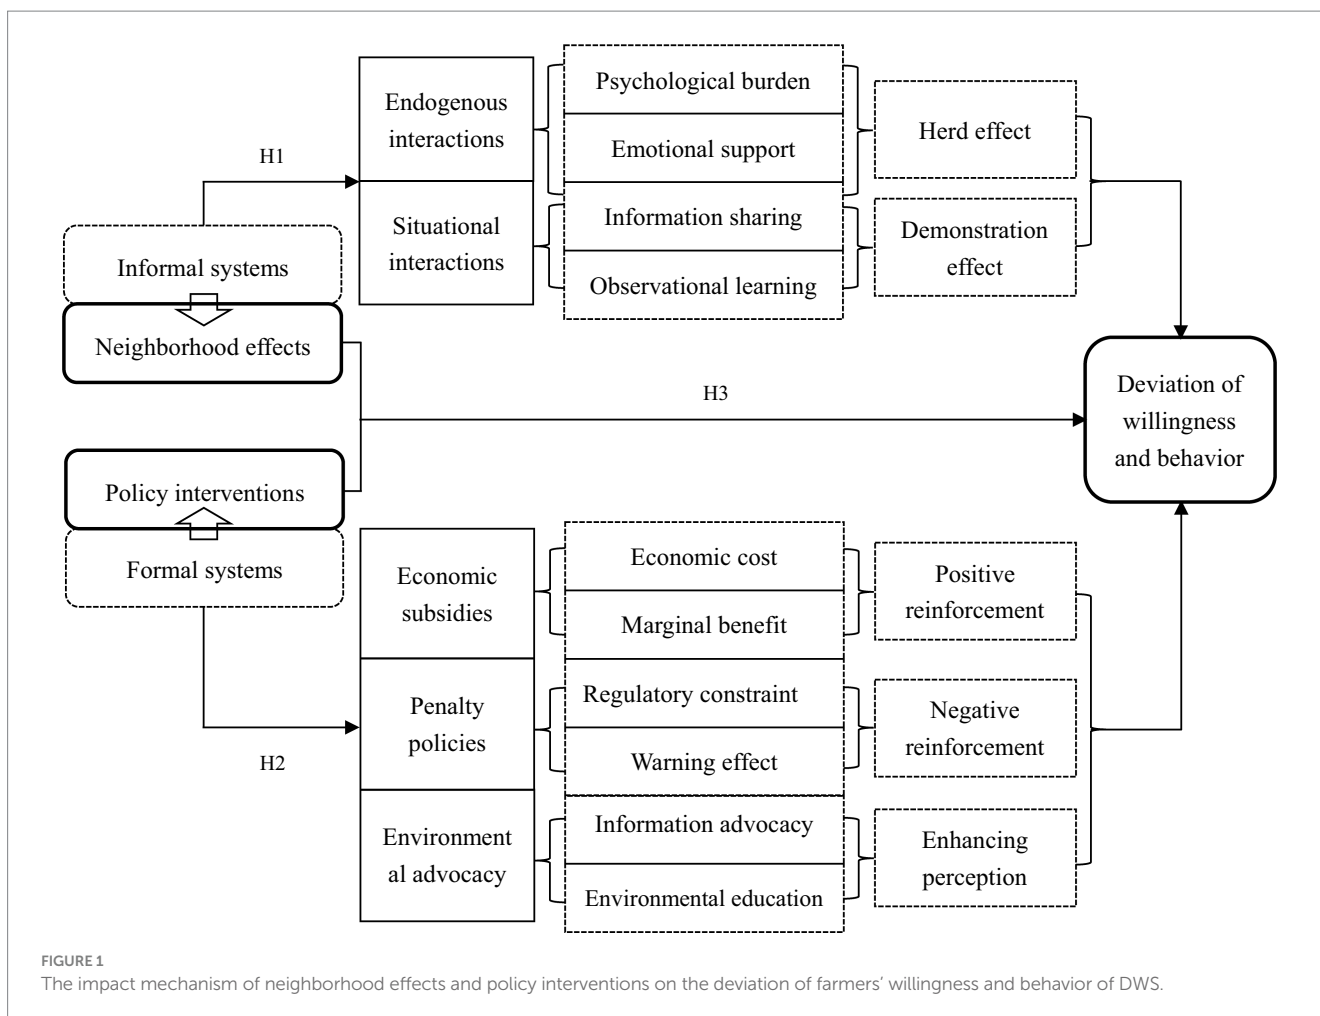 Endogenous
interactions
Situational
interactions
Psychological burden
Emotional support
Information sharing
Observational learning
Herd effect
Demonstration
effect
H1
Informal systems
Neighborhood effects
H3
Deviation of
willingness
and behavior
Policy interventions
Formal systems
H2
Economic
subsidies
Penalty
policies
Environment
al advocacy
Economic cost
Marginal benefit
Regulatory constraint
Warning effect
Information advocacy
Environmental education
Positive
reinforcement
Negative
reinforcement
Enhancing
perception
FIGURE 1
The impact mechanism of neighborhood effects and policy interventions on the deviation of farmers’ willingness and behavior of DWS.